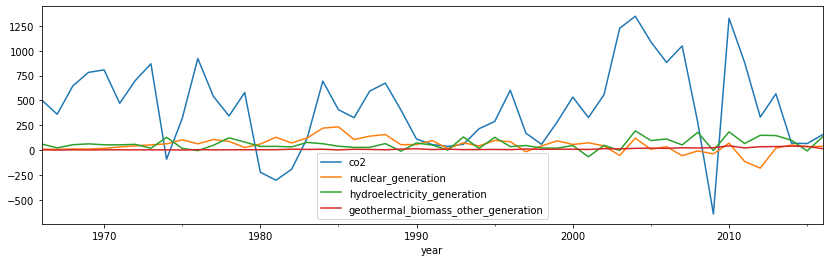 1250
1000
750
500
250
0
−250
−500
co2
nuclear_generation
hydroelectricity_generation
geothermal_biomass_other_generation
1970 1980 1990 2000 2010
year